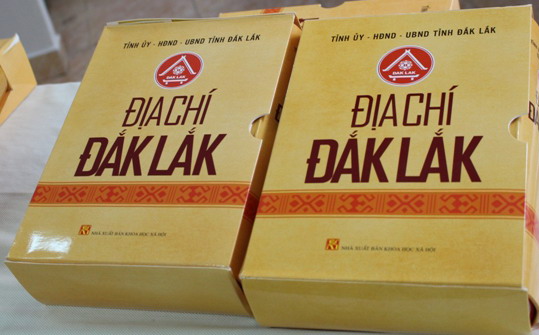 TỈNH ỦY - HĐND - UBND TỈNH ĐẮK LẮK
ĐẮK LẮK
ĐỊA CHÍ
ĐẮK LẮK
NHÀ XUẤT BẢN KHOA HỌC XÃ HỘI
TỈNH ỦY - HĐND - UBND TỈNH ĐẮK LẮK
ĐẮK LẮK
ĐỊA CHÍ
ĐẮK LẮK
NHÀ XUẤT BẢN KHOA HỌC XÃ HỘI